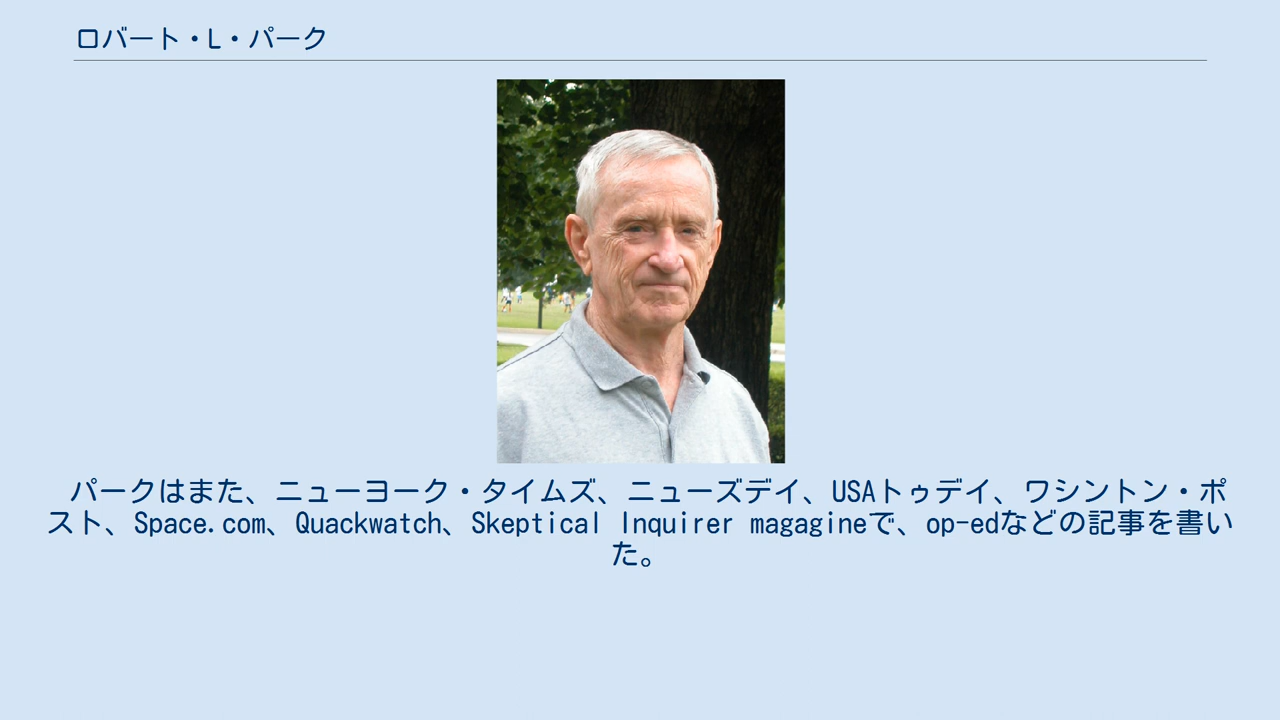 ロバート・L・パーク
パークはまた、ニューヨーク・タイムズ、ニューズデイ、USAトゥデイ、ワシントン・ポ
スト、Space.com、Quackwatch、Skeptical Inquirer magagineで、op-edなどの記事を書い
た。